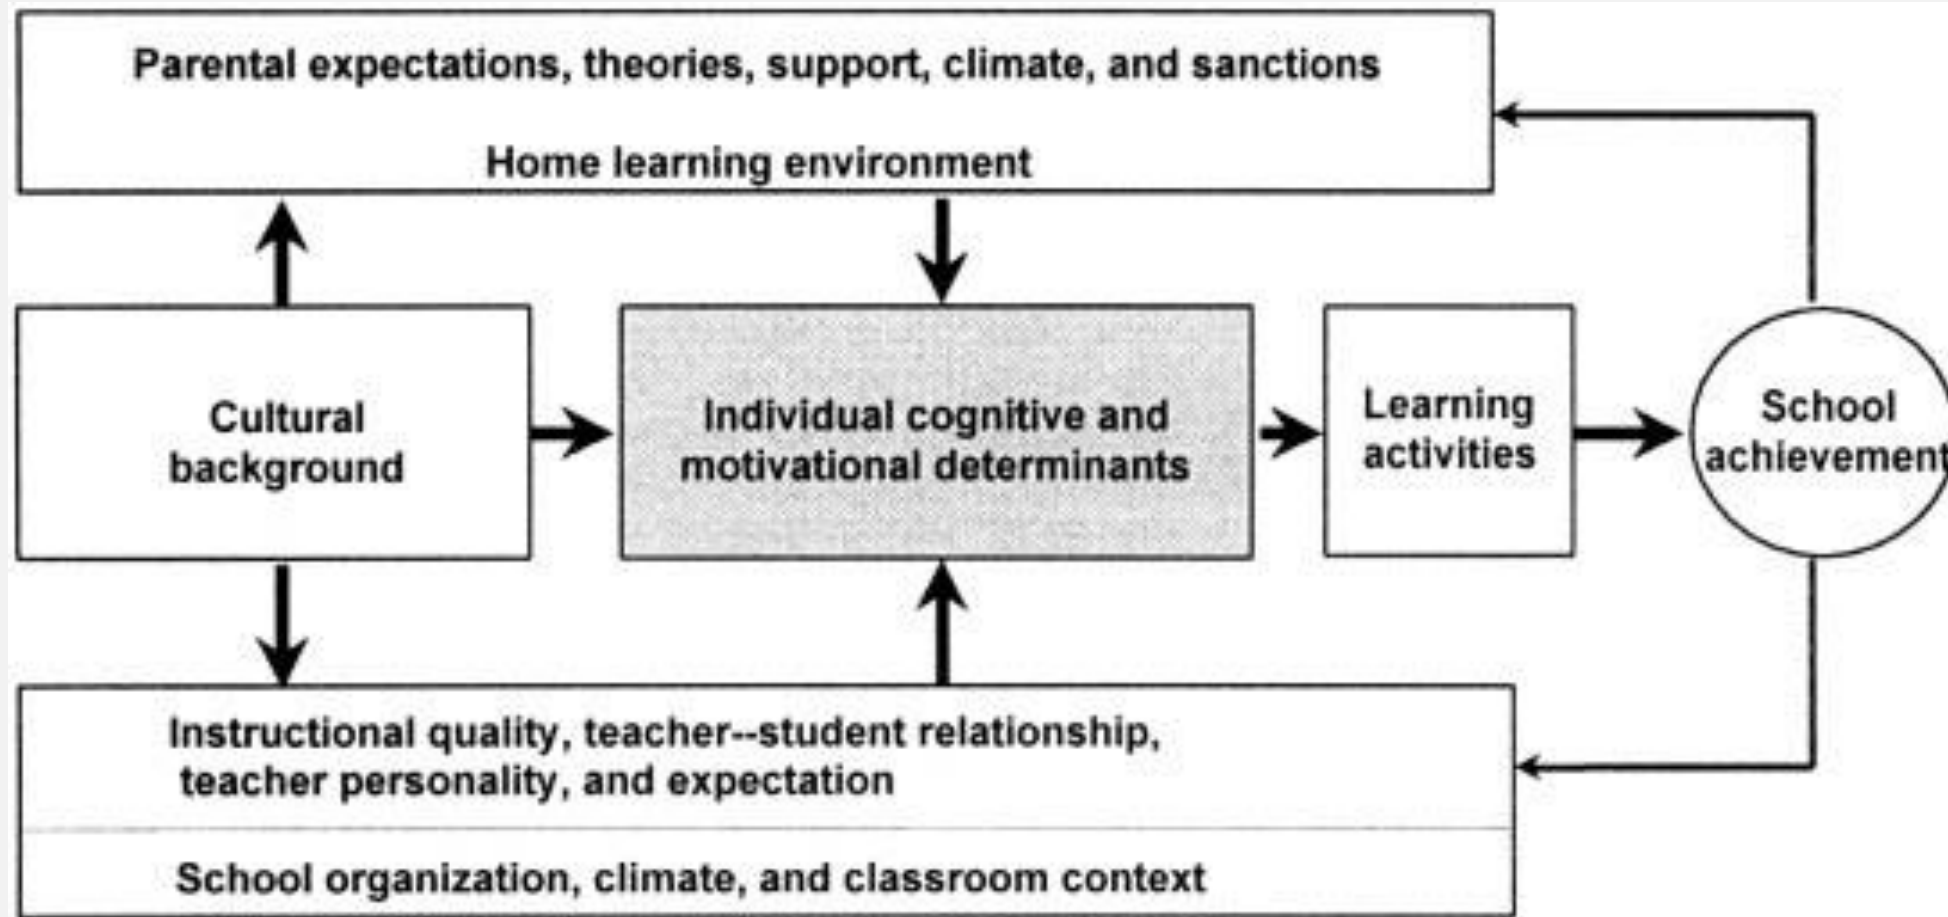 Parental expectations, theories, support, climate, and sanctions
Home learning environment
Cultural
background
Individual cognitive and
motivational determinants
Learning
activities
School
achievement
Instructional quality, teacher--student relationship,
teacher personality, and expectation
School organization, climate, and classroom context